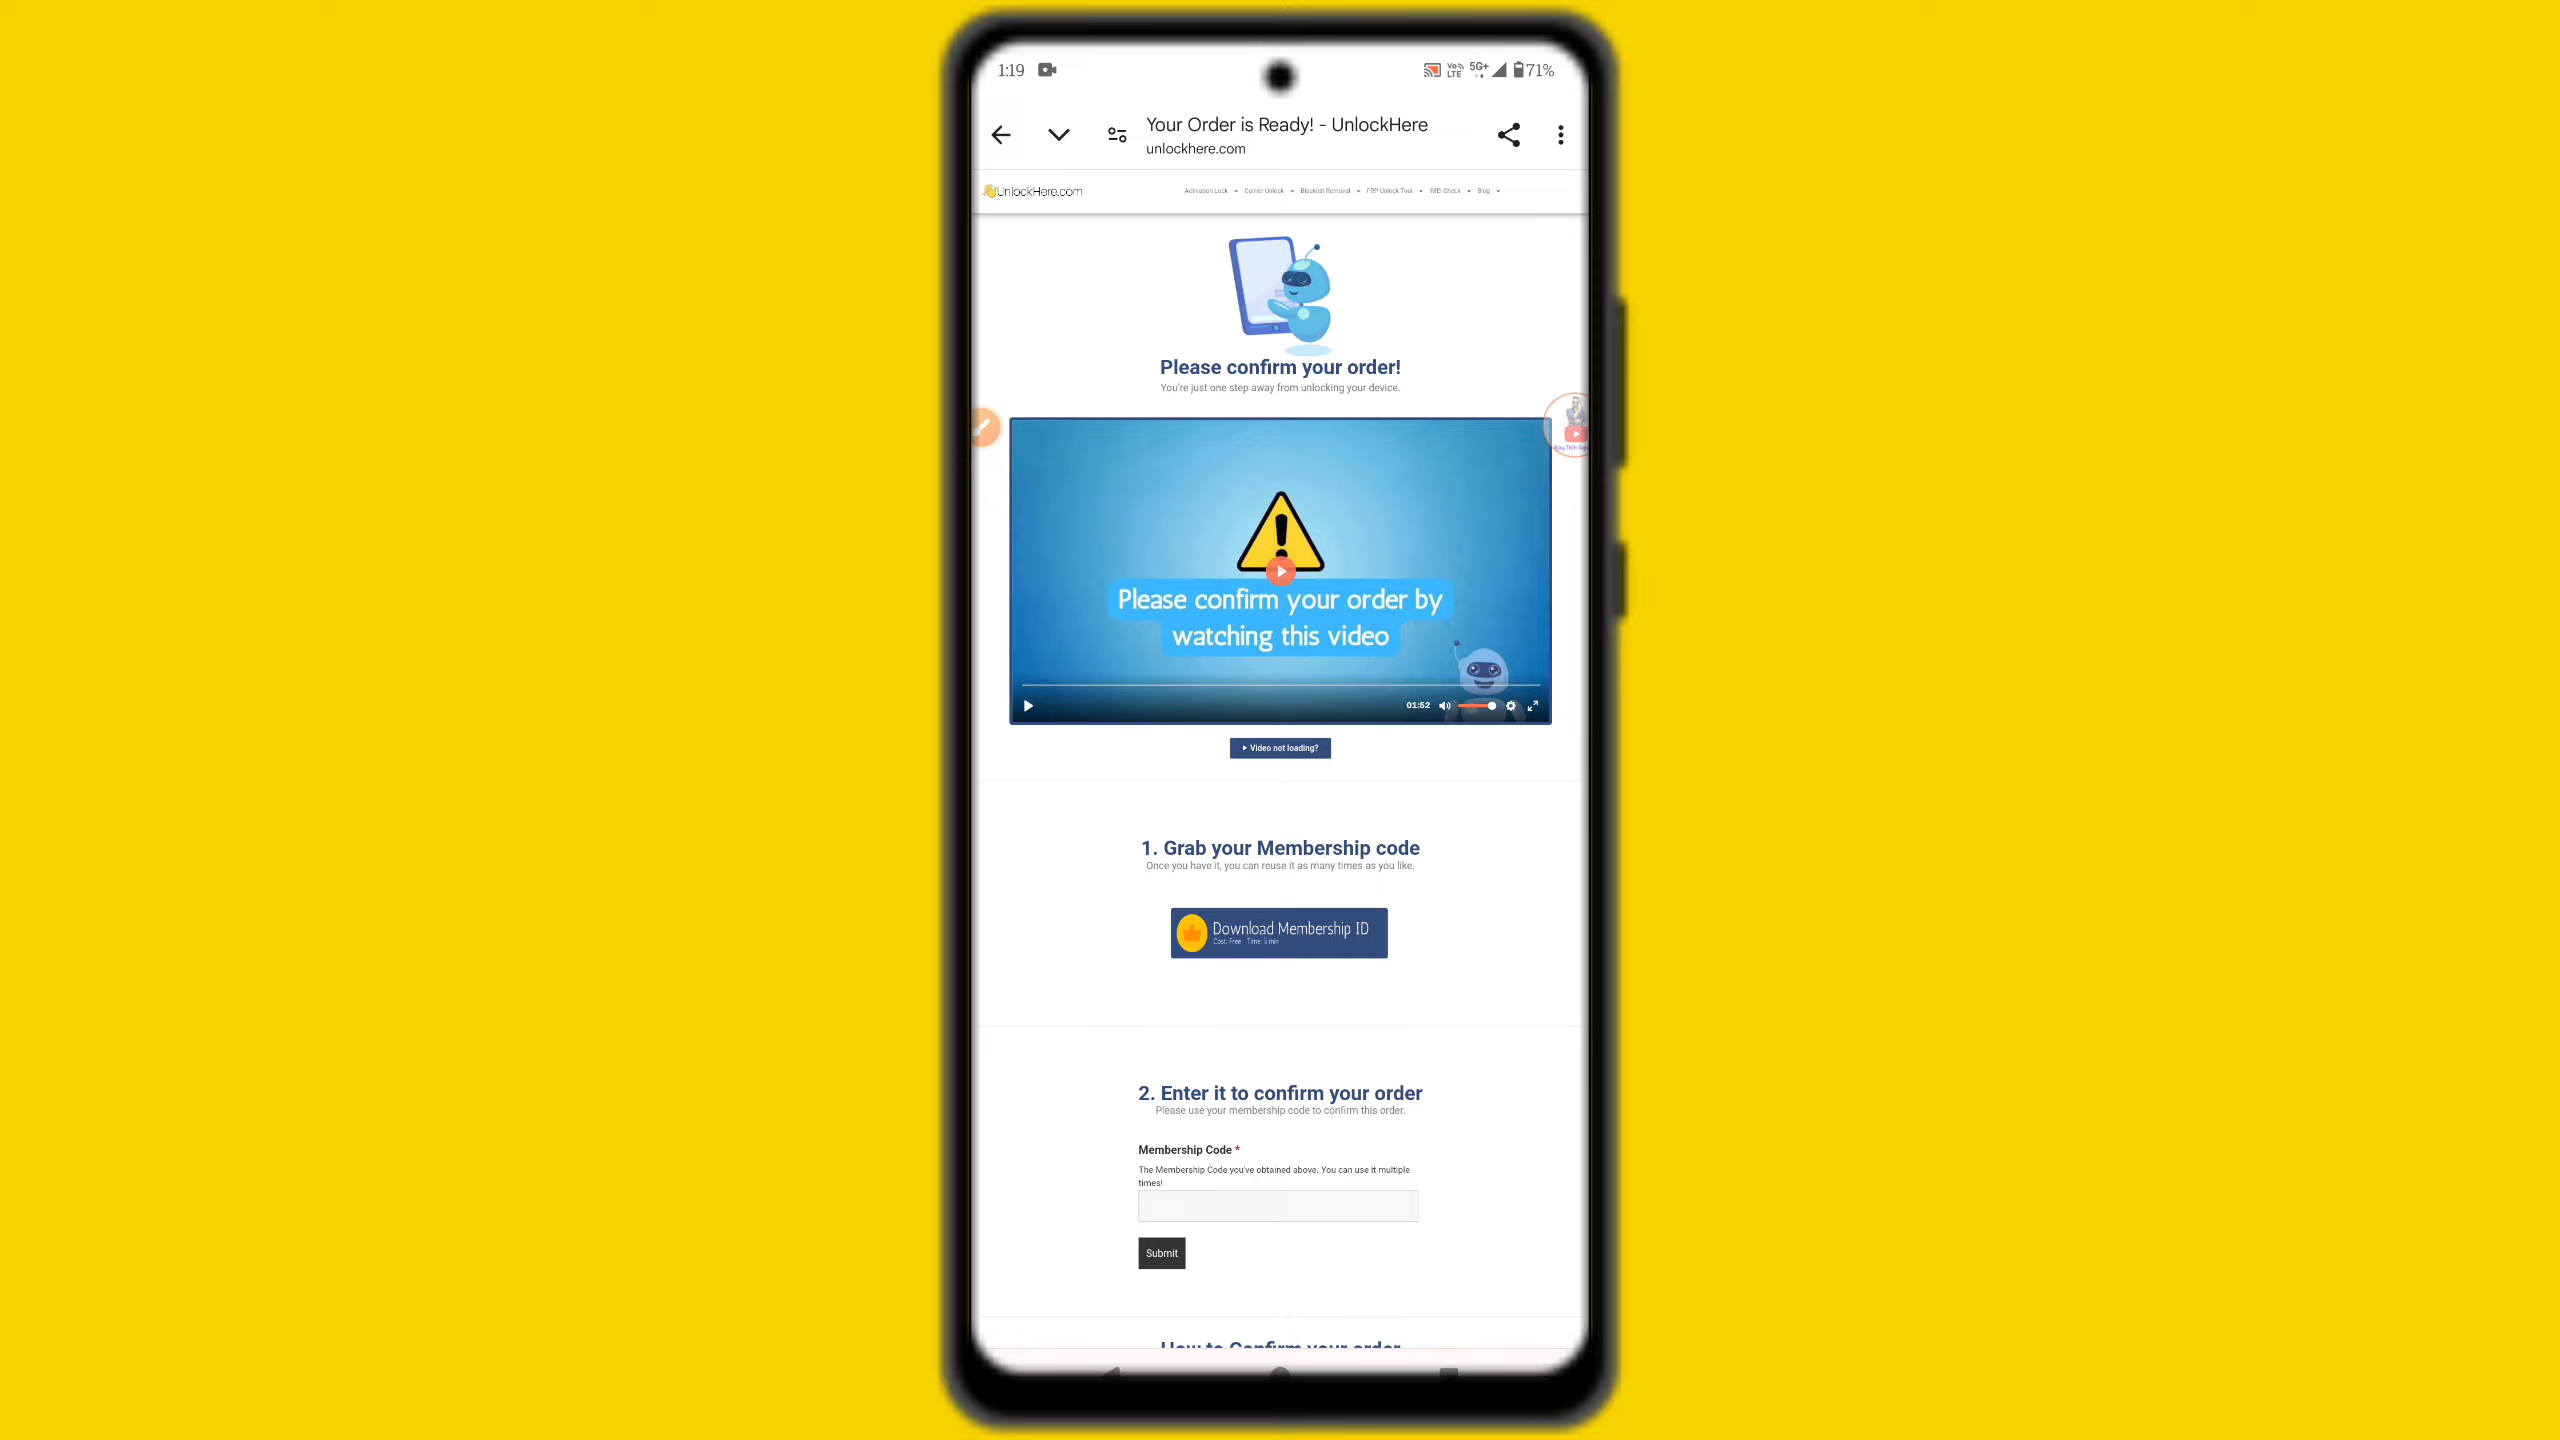 1:19
Vo LTE 5G+ 71%
Your Order is Ready! - UnlockHere
unlockhere.com
UnlockHere.com
Activation Lock Carrier Unlock Blacklist Removal FRP Unlock Tool IMEI Check Blog
Please confirm your order!
You're just one step away from unlocking your device.
Please confirm your order by
watching this video
01:52
Video not loading?
1. Grab your Membership code
Once you have it, you can reuse it as many times as you like.
Download Membership ID
Cost: Free Time: 5 min
2. Enter it to confirm your order
Please use your membership code to confirm this order.
Membership Code *
The Membership Code you've obtained above. You can use it multiple
times!
Submit
How to Confirm your order